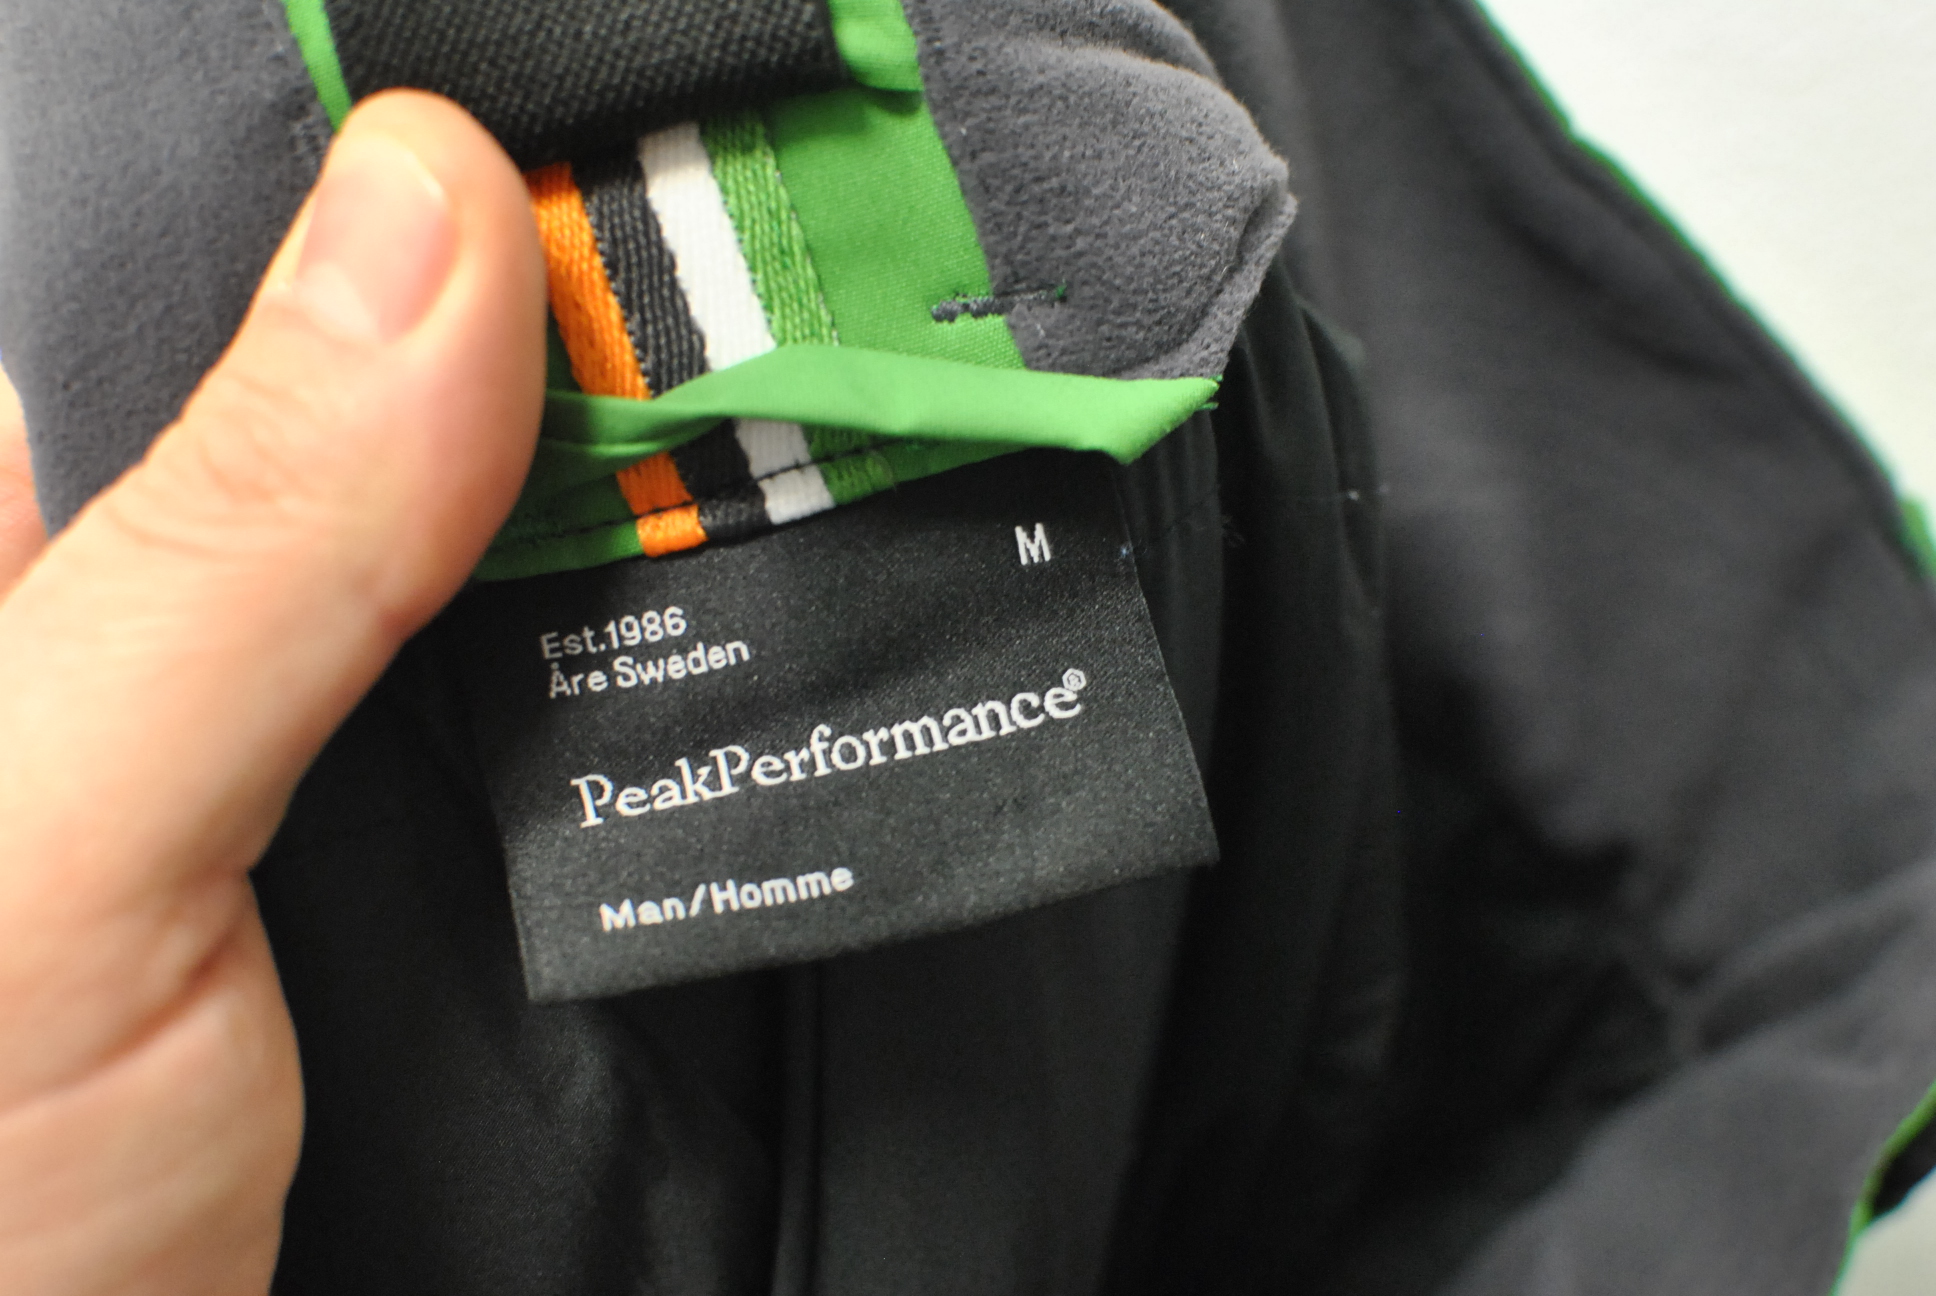 M
Est.1986
Åre Sweden
PeakPerformance®
Man/Homme